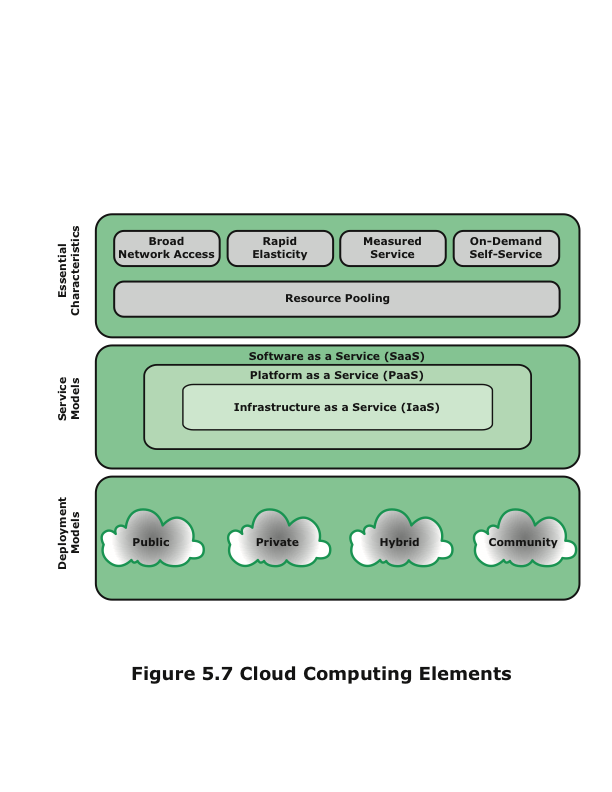 Essential
Characteristics
Broad
Network Access
Rapid
Elasticity
Measured
Service
On-Demand
Self-Service
Resource Pooling
Service
Models
Software as a Service (SaaS)
Platform as a Service (PaaS)
Infrastructure as a Service (IaaS)
Deployment
Models
Public
Private
Hybrid
Community
Figure 5.7 Cloud Computing Elements